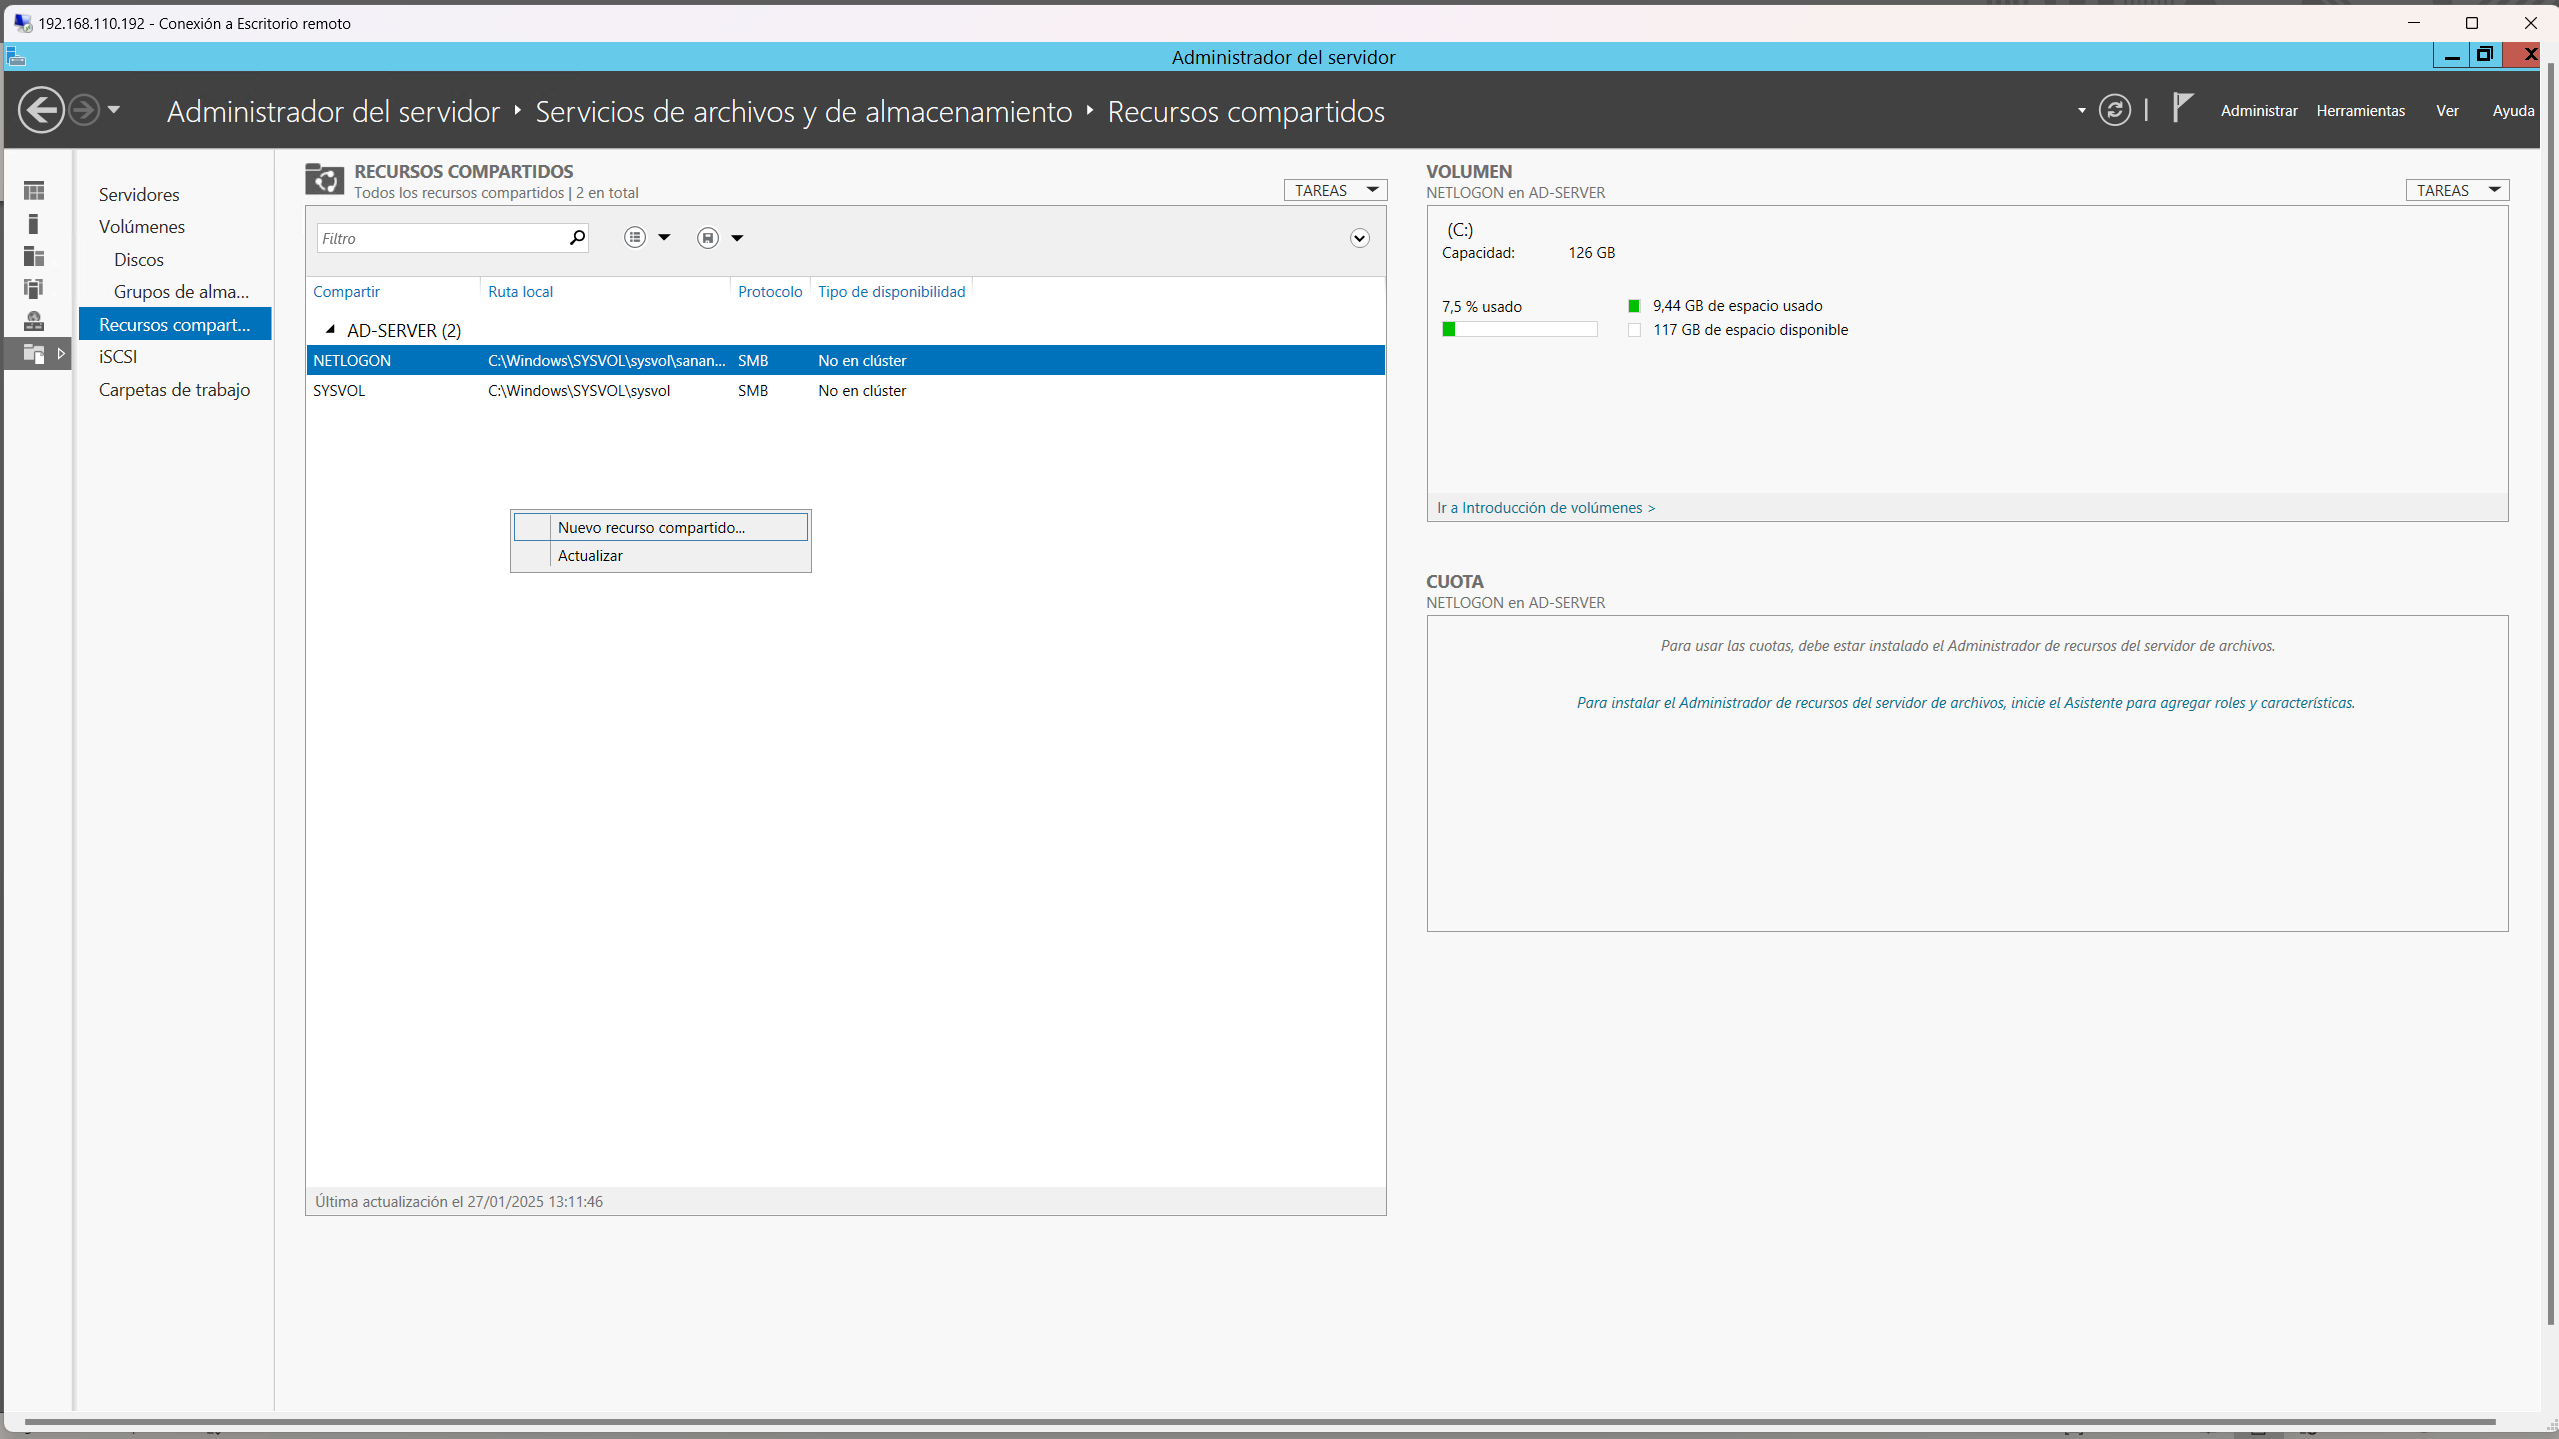 192.168.110.192 - Conexión a Escritorio remoto
Administrador del servidor
Administrador del servidor ‣ Servicios de archivos y de almacenamiento ‣ Recursos compartidos
Administrar
Herramientas
Ver
Ayuda
Servidores
Volúmenes
Discos
Grupos de alma...
Recursos compart...
iSCSI
Carpetas de trabajo
RECURSOS COMPARTIDOS
Todos los recursos compartidos | 2 en total
TAREAS
Filtro
Compartir Ruta local Protocolo Tipo de disponibilidad
AD-SERVER (2)
NETLOGON C:\Windows\SYSVOL\sysvol\sanan... SMB No en clúster
SYSVOL C:\Windows\SYSVOL\sysvol SMB No en clúster
Nuevo recurso compartido...
Actualizar
Última actualización el 27/01/2025 13:11:46
VOLUMEN
NETLOGON en AD-SERVER
TAREAS
(C:)
Capacidad: 126 GB
7,5 % usado
9,44 GB de espacio usado
117 GB de espacio disponible
Ir a Introducción de volúmenes >
CUOTA
NETLOGON en AD-SERVER
Para usar las cuotas, debe estar instalado el Administrador de recursos del servidor de archivos.
Para instalar el Administrador de recursos del servidor de archivos, inicie el Asistente para agregar roles y características.